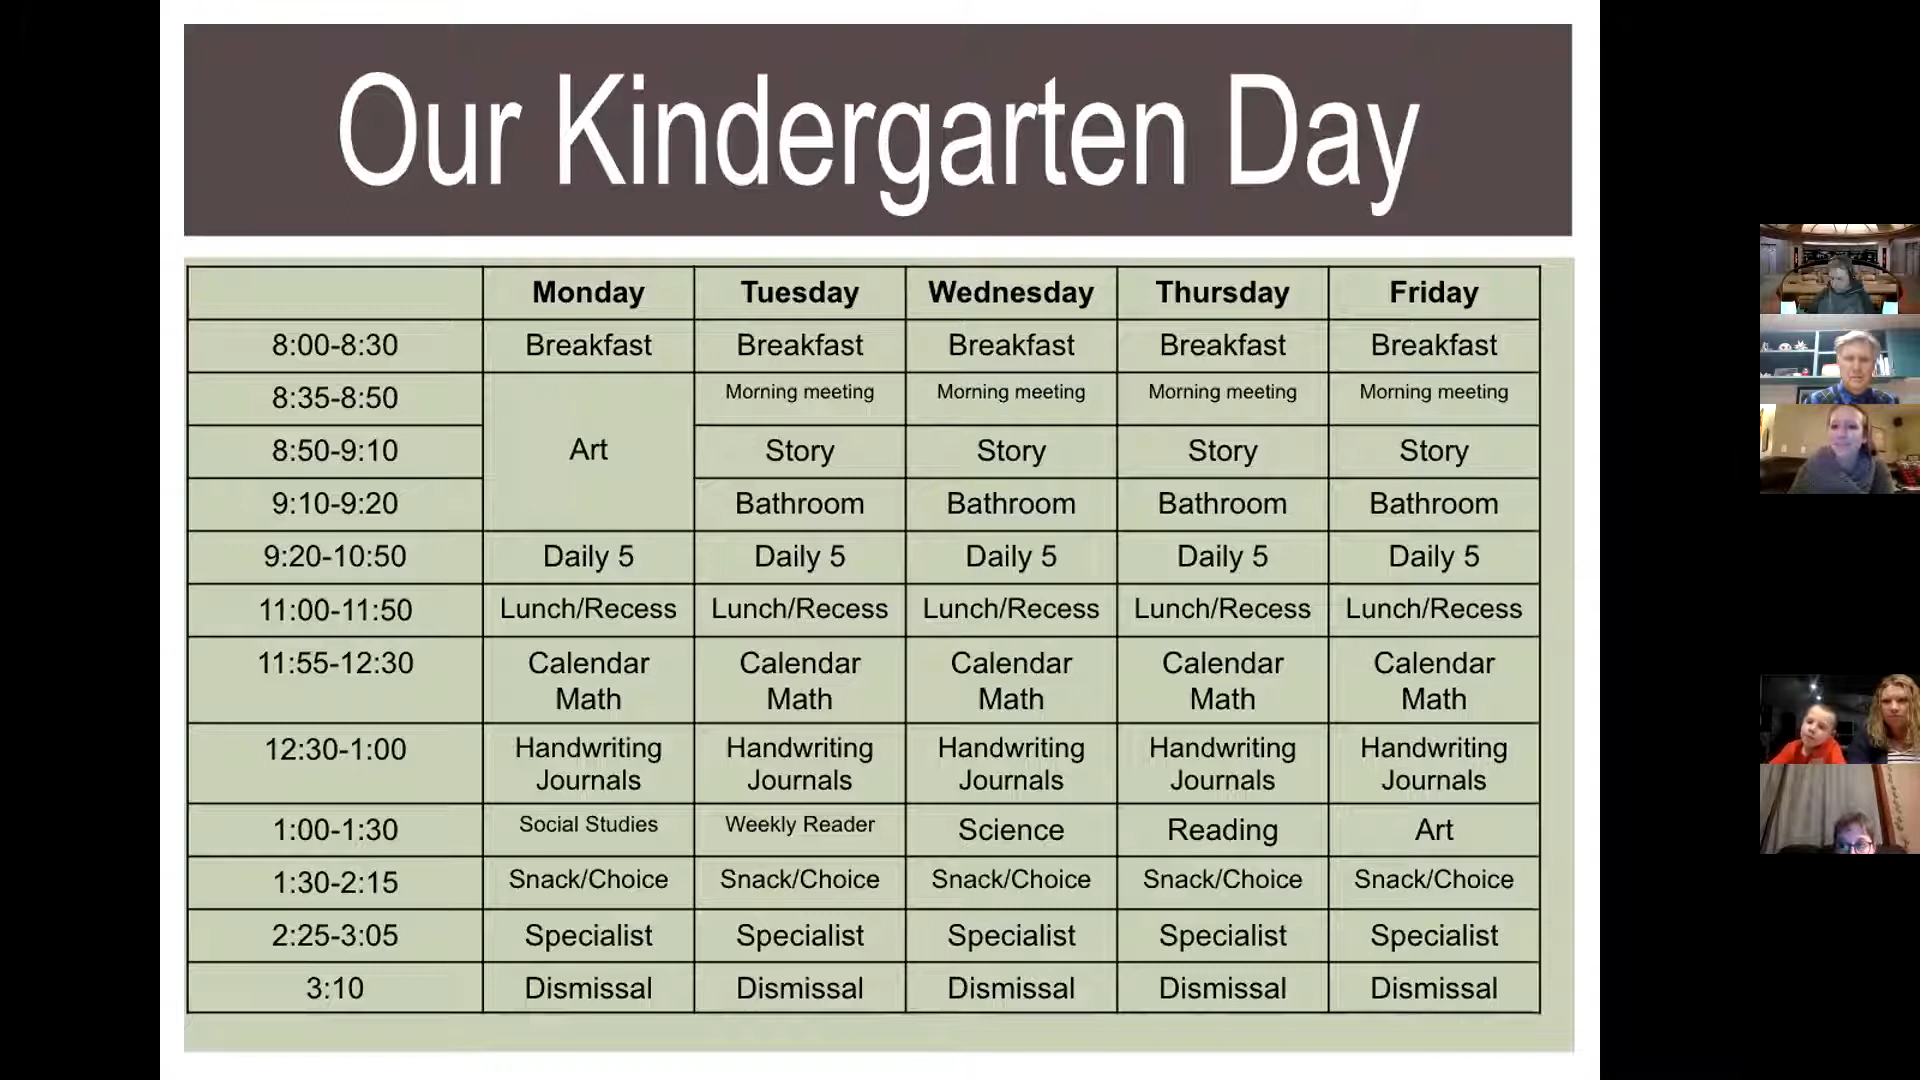 Our Kindergarten Day
Monday Tuesday Wednesday Thursday Friday
8:00-8:30 Breakfast Breakfast Breakfast Breakfast Breakfast
8:35-8:50 Morning meeting Morning meeting Morning meeting Morning meeting
8:50-9:10 Art Story Story Story Story
9:10-9:20 Bathroom Bathroom Bathroom Bathroom
9:20-10:50 Daily 5 Daily 5 Daily 5 Daily 5 Daily 5
11:00-11:50 Lunch/Recess Lunch/Recess Lunch/Recess Lunch/Recess Lunch/Recess
11:55-12:30 Calendar Calendar Calendar Calendar Calendar
Math Math Math Math Math
12:30-1:00 Handwriting Handwriting Handwriting Handwriting Handwriting
Journals Journals Journals Journals Journals
1:00-1:30 Social Studies Weekly Reader Science Reading Art
1:30-2:15 Snack/Choice Snack/Choice Snack/Choice Snack/Choice Snack/Choice
2:25-3:05 Specialist Specialist Specialist Specialist Specialist
3:10 Dismissal Dismissal Dismissal Dismissal Dismissal